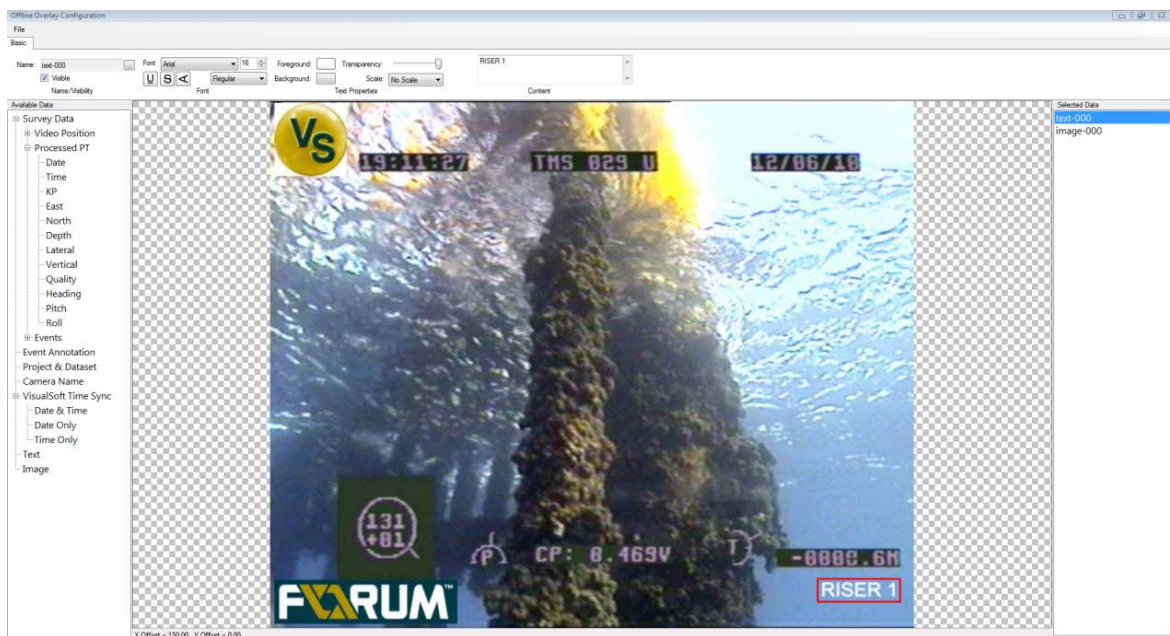 Offline Overlay Configuration
File
Basic
Name: text-000 ...
Visible
Name/Visibility
Font Arial 16
U S A Regular
Font
Foreground: Transparency:
Background: Scale: No Scale
Text Properties
RISER 1
Content
Available Data
Survey Data
Video Position
Processed PT
Date
Time
KP
East
North
Depth
Lateral
Vertical
Quality
Heading
Pitch
Roll
Events
Event Annotation
Project & Dataset
Camera Name
VisualSoft Time Sync
Date & Time
Date Only
Time Only
Text
Image
VS
19:11:27 TMS 029 U 12/06/10
131
+01
P CP: 0.469V T -0000.6M
FORUM™
RISER 1
Selected Data
text-000
image-000
X Offset = 150.00 Y Offset = 0.00